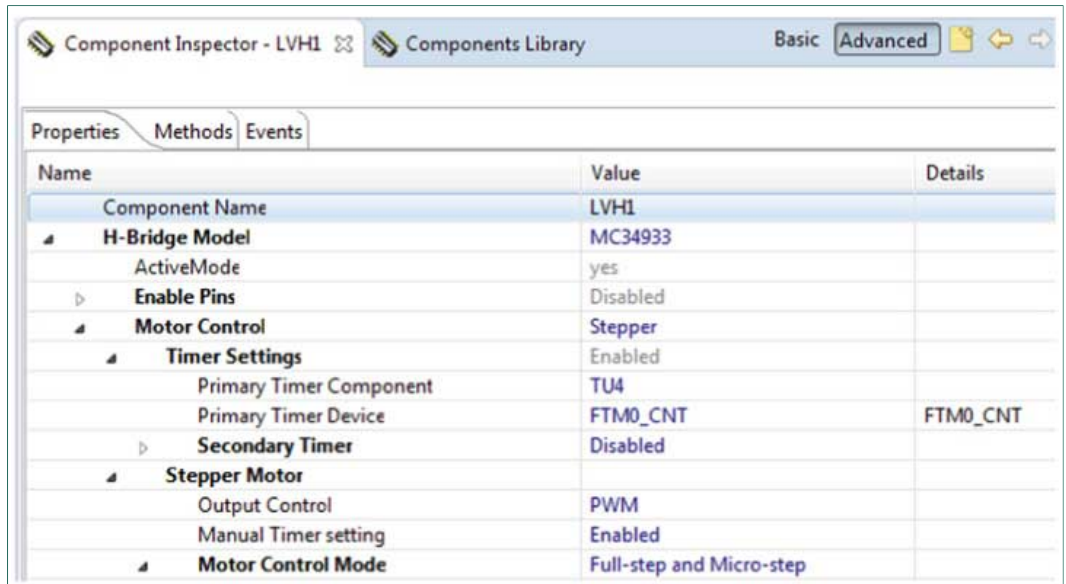 Component Inspector - LVH1 Components Library Basic Advanced
Properties Methods Events
Name Value Details
Component Name LVH1
H-Bridge Model MC34933
ActiveMode yes
Enable Pins Disabled
Motor Control Stepper
Timer Settings Enabled
Primary Timer Component TU4
Primary Timer Device FTM0_CNT FTM0_CNT
Secondary Timer Disabled
Stepper Motor
Output Control PWM
Manual Timer setting Enabled
Motor Control Mode Full-step and Micro-step